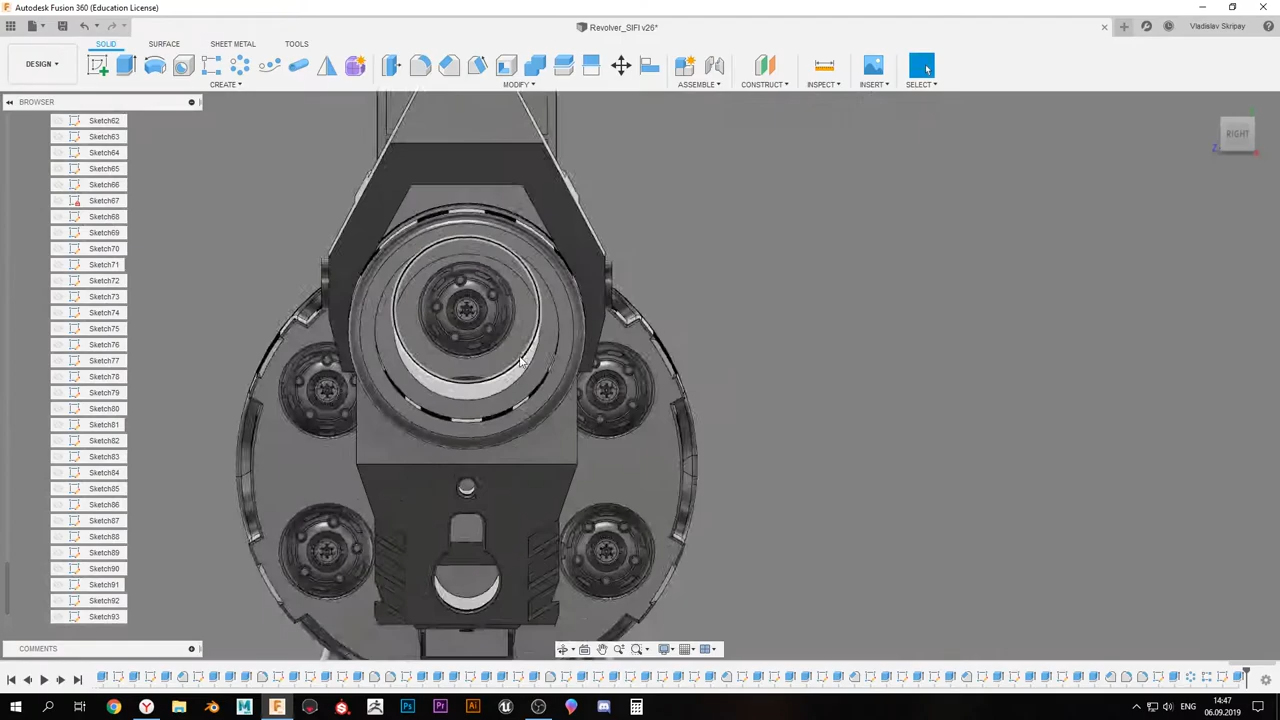 Autodesk Fusion 360 (Education License)
Revolver_SIFI v26*
Vladislav Skripay
SOLID SURFACE SHEET METAL TOOLS
DESIGN ▾
CREATE ▾ MODIFY ▾ ASSEMBLE ▾ CONSTRUCT ▾ INSPECT ▾ INSERT ▾ SELECT ▾
BROWSER
RIGHT
Z
Sketch62
Sketch63
Sketch64
Sketch65
Sketch66
Sketch67
Sketch68
Sketch69
Sketch70
Sketch71
Sketch72
Sketch73
Sketch74
Sketch75
Sketch76
Sketch77
Sketch78
Sketch79
Sketch80
Sketch81
Sketch82
Sketch83
Sketch84
Sketch85
Sketch86
Sketch87
Sketch88
Sketch89
Sketch90
Sketch91
Sketch92
Sketch93
COMMENTS
14:47
ENG
06.09.2019